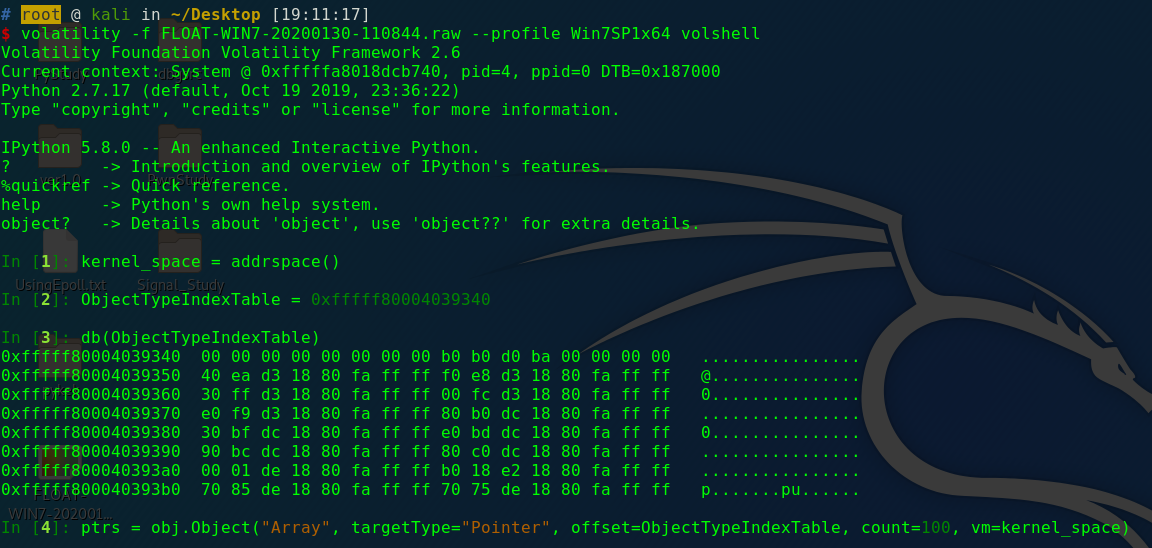 # root @ kali in ~/Desktop [19:11:17]
$ volatility -f FLOAT-WIN7-20200130-110844.raw --profile Win7SP1x64 volshell
Volatility Foundation Volatility Framework 2.6
Current context: System @ 0xfffffa8018dcb740, pid=4, ppid=0 DTB=0x187000
Python 2.7.17 (default, Oct 19 2019, 23:36:22)
Type "copyright", "credits" or "license" for more information.
IPython 5.8.0 -- An enhanced Interactive Python.
?         -> Introduction and overview of IPython's features.
%quickref -> Quick reference.
help      -> Python's own help system.
object?   -> Details about 'object', use 'object??' for extra details.
In [1]: kernel_space = addrspace()
UsingEpoll.txt Signal_Study
In [2]: ObjectTypeIndexTable = 0xfffff80004039340
In [3]: db(ObjectTypeIndexTable)
0xfffff80004039340  00 00 00 00 00 00 00 00 b0 b0 d0 ba 00 00 00 00   ................
0xfffff80004039350  40 ea d3 18 80 fa ff ff f0 e8 d3 18 80 fa ff ff   @...............
0xfffff80004039360  30 ff d3 18 80 fa ff ff 00 fc d3 18 80 fa ff ff   0...............
0xfffff80004039370  e0 f9 d3 18 80 fa ff ff 80 b0 dc 18 80 fa ff ff   ................
0xfffff80004039380  30 bf dc 18 80 fa ff ff e0 bd dc 18 80 fa ff ff   0...............
0xfffff80004039390  90 bc dc 18 80 fa ff ff 80 c0 dc 18 80 fa ff ff   ................
0xfffff800040393a0  00 01 de 18 80 fa ff ff b0 18 e2 18 80 fa ff ff   ................
0xfffff800040393b0  70 85 de 18 80 fa ff ff 70 75 de 18 80 fa ff ff   p.......pu......
WIN7-202001...
In [4]: ptrs = obj.Object("Array", targetType="Pointer", offset=ObjectTypeIndexTable, count=100, vm=kernel_space)